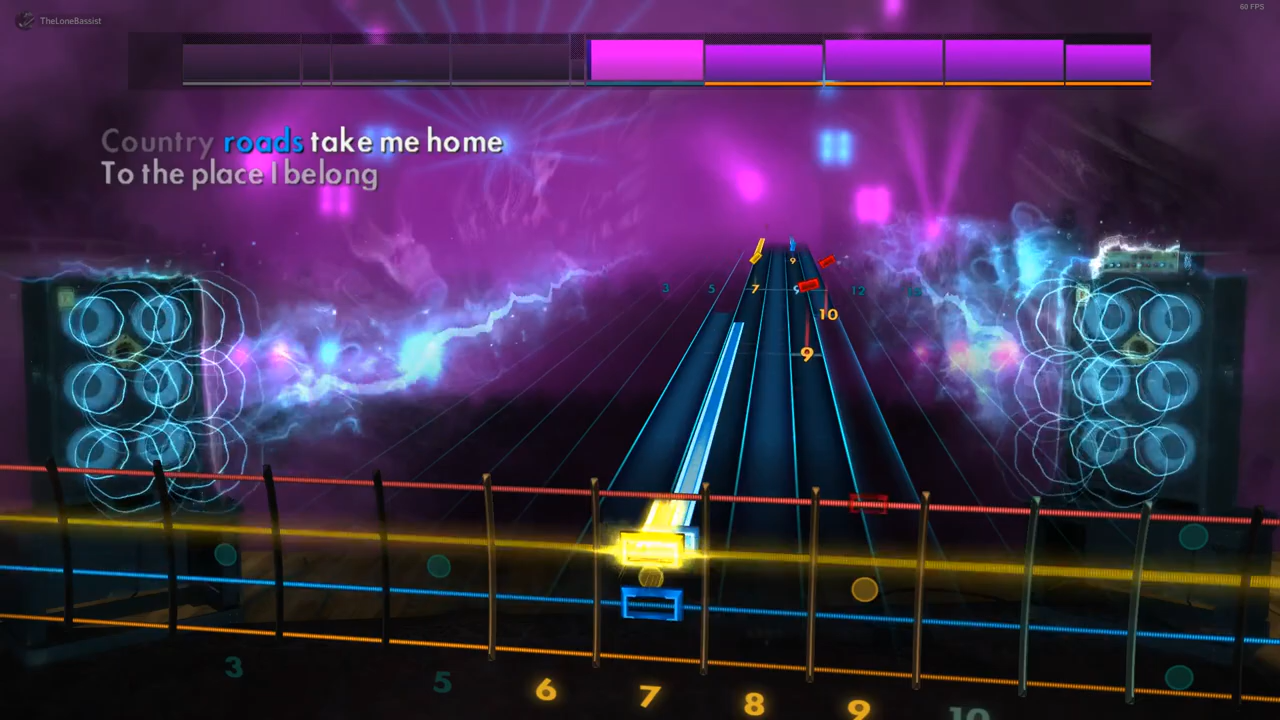 TheLoneBassist
60 FPS
Country roads take me home
To the place I belong
9
3 5 7 9 12
10
9
3 5 6 7 8 9 10